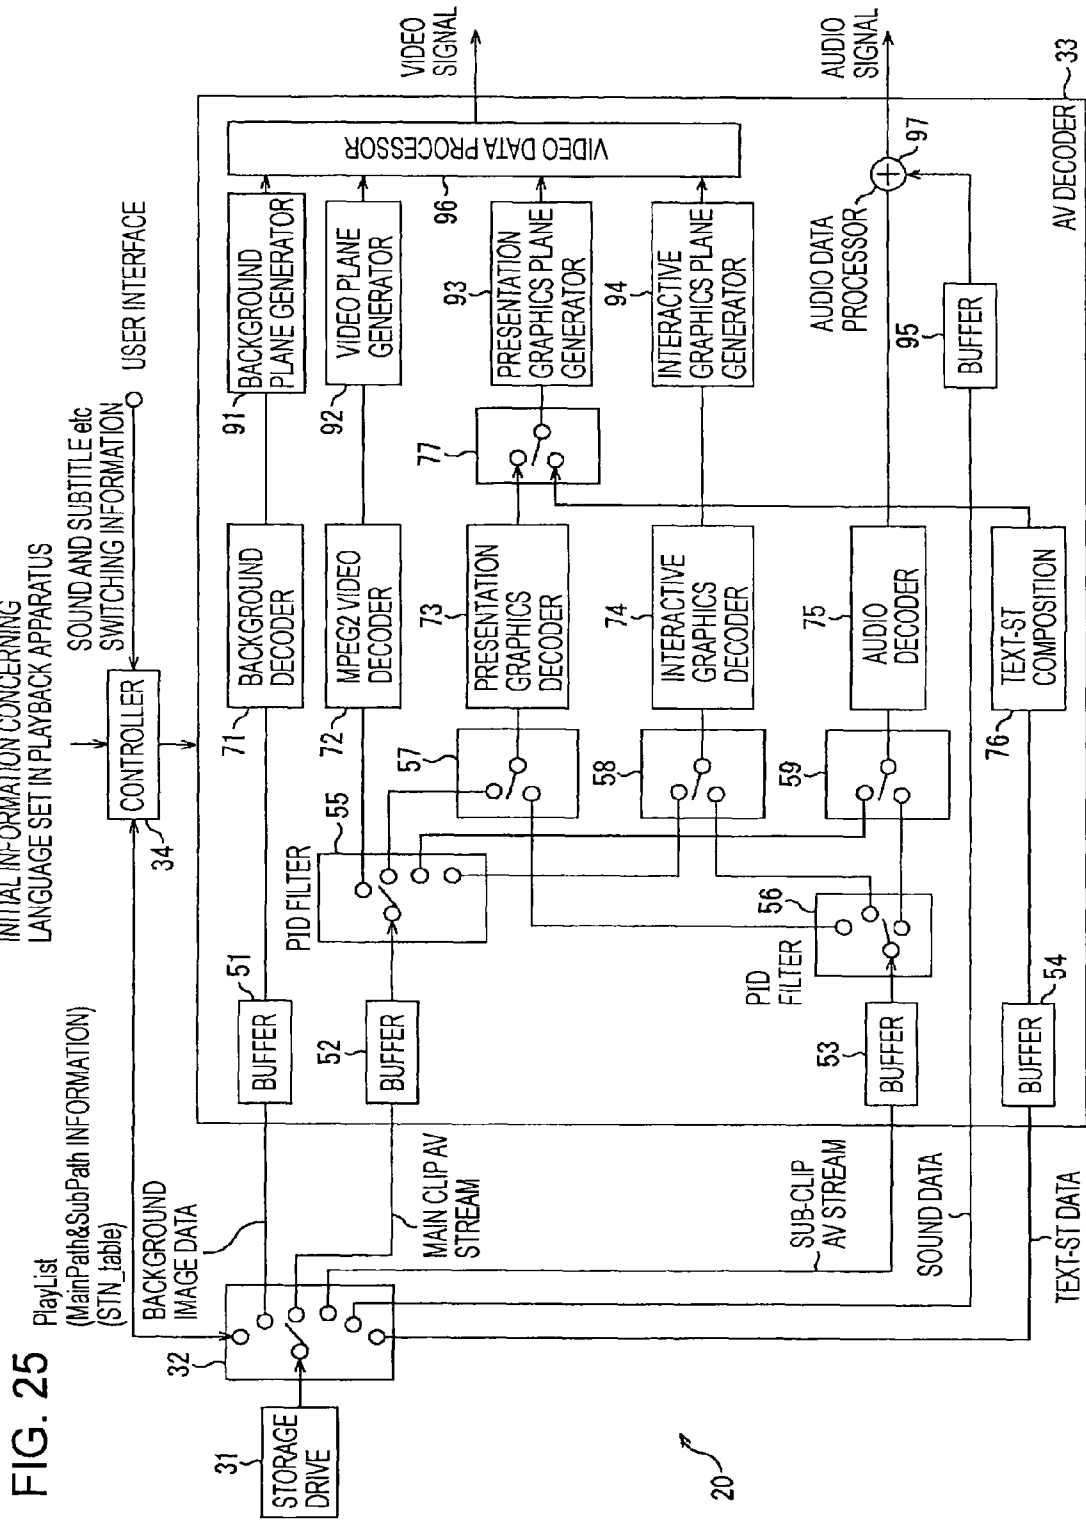 FIG. 25
INITIAL INFORMATION CONCERNING
LANGUAGE SET IN PLAYBACK APPARATUS
SOUND AND SUBTITLE etc
SWITCHING INFORMATION
USER INTERFACE
CONTROLLER
34
PlayList
(MainPath&SubPath INFORMATION)
(STN_table)
BACKGROUND
IMAGE DATA
31
STORAGE
DRIVE
32
MAIN CLIP AV
STREAM
SUB-CLIP
AV STREAM
SOUND DATA
TEXT-ST DATA
20
51
BUFFER
52
BUFFER
53
BUFFER
54
BUFFER
PID FILTER
55
PID
FILTER
56
57
58
59
71
BACKGROUND
DECODER
72
MPEG2 VIDEO
DECODER
73
PRESENTATION
GRAPHICS
DECODER
74
INTERACTIVE
GRAPHICS
DECODER
75
AUDIO
DECODER
76
TEXT-ST
COMPOSITION
77
91
BACKGROUND
PLANE GENERATOR
92
VIDEO PLANE
GENERATOR
93
PRESENTATION
GRAPHICS PLANE
GENERATOR
94
INTERACTIVE
GRAPHICS PLANE
GENERATOR
95
BUFFER
96
VIDEO DATA PROCESSOR
AUDIO DATA
PROCESSOR
97
VIDEO
SIGNAL
AUDIO
SIGNAL
AV DECODER
33